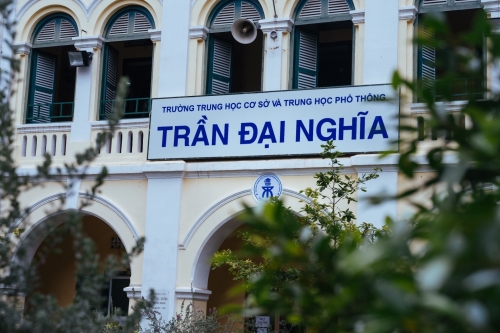 TRƯỜNG TRUNG HỌC CƠ SỞ VÀ TRUNG HỌC PHỔ THÔNG
TRẦN ĐẠI NGHĨA